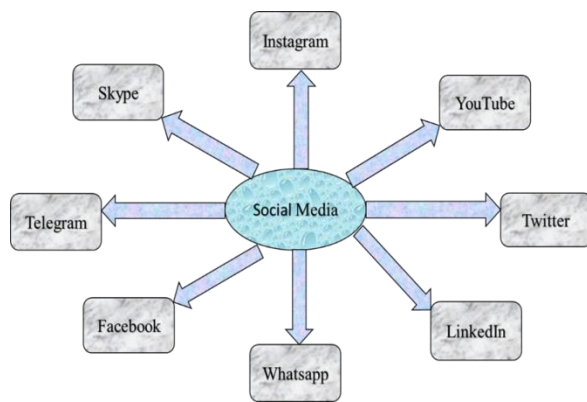 Instagram
Skype
YouTube
Social Media
Telegram
Twitter
Facebook
LinkedIn
Whatsapp